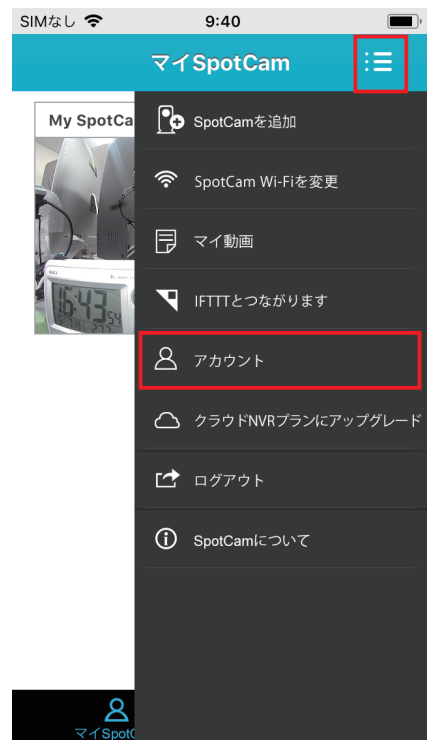 SIMなし 9:40
マイSpotCam
My SpotCa
SpotCamを追加
SpotCam Wi-Fiを変更
マイ動画
IFTTTとつながります
アカウント
クラウドNVRプランにアップグレード
ログアウト
SpotCamについて
16:43 54
マイSpotC